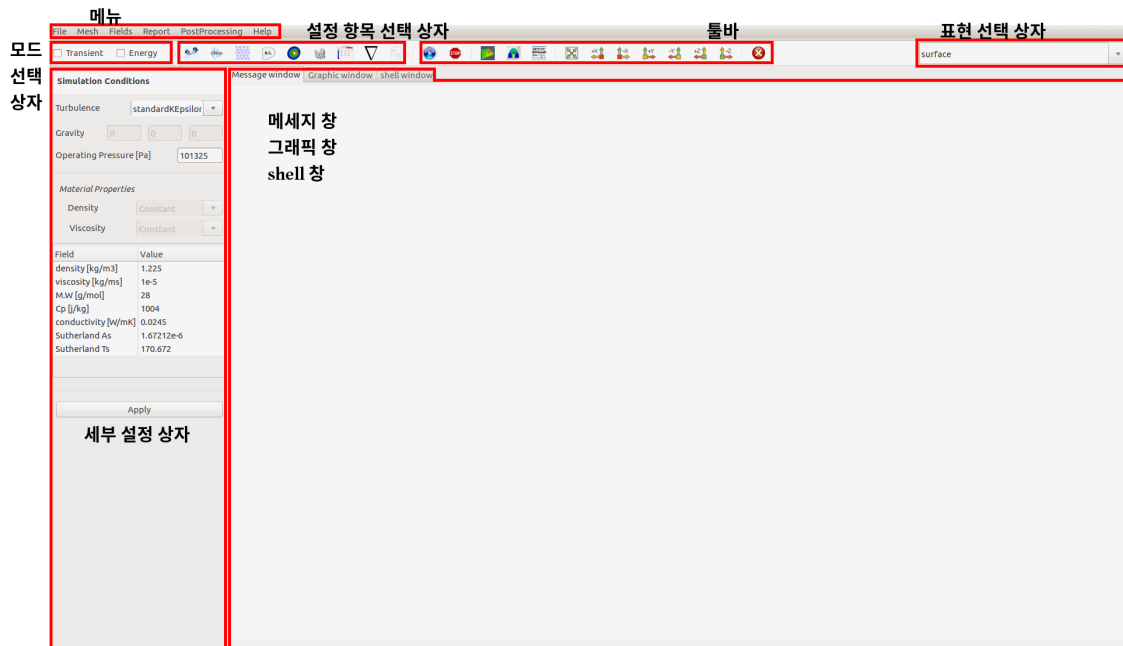 메뉴
설정 항목 선택 상자
툴바
표현 선택 상자
File Mesh Fields Report PostProcessing Help
모드
선택
상자
Transient Energy
STOP
surface
Simulation Conditions
Message window Graphic window shell window
Turbulence standardKEpsilor
Gravity 0 0 0
Operating Pressure [Pa] 101325
메세지 창
그래픽 창
shell 창
Material Properties
Density Constant
Viscosity Constant
Field Value
density [kg/m3] 1.225
viscosity [kg/ms] 1e-5
M.W [g/mol] 28
Cp [j/kg] 1004
conductivity [W/mK] 0.0245
Sutherland As 1.67212e-6
Sutherland Ts 170.672
Apply
세부 설정 상자